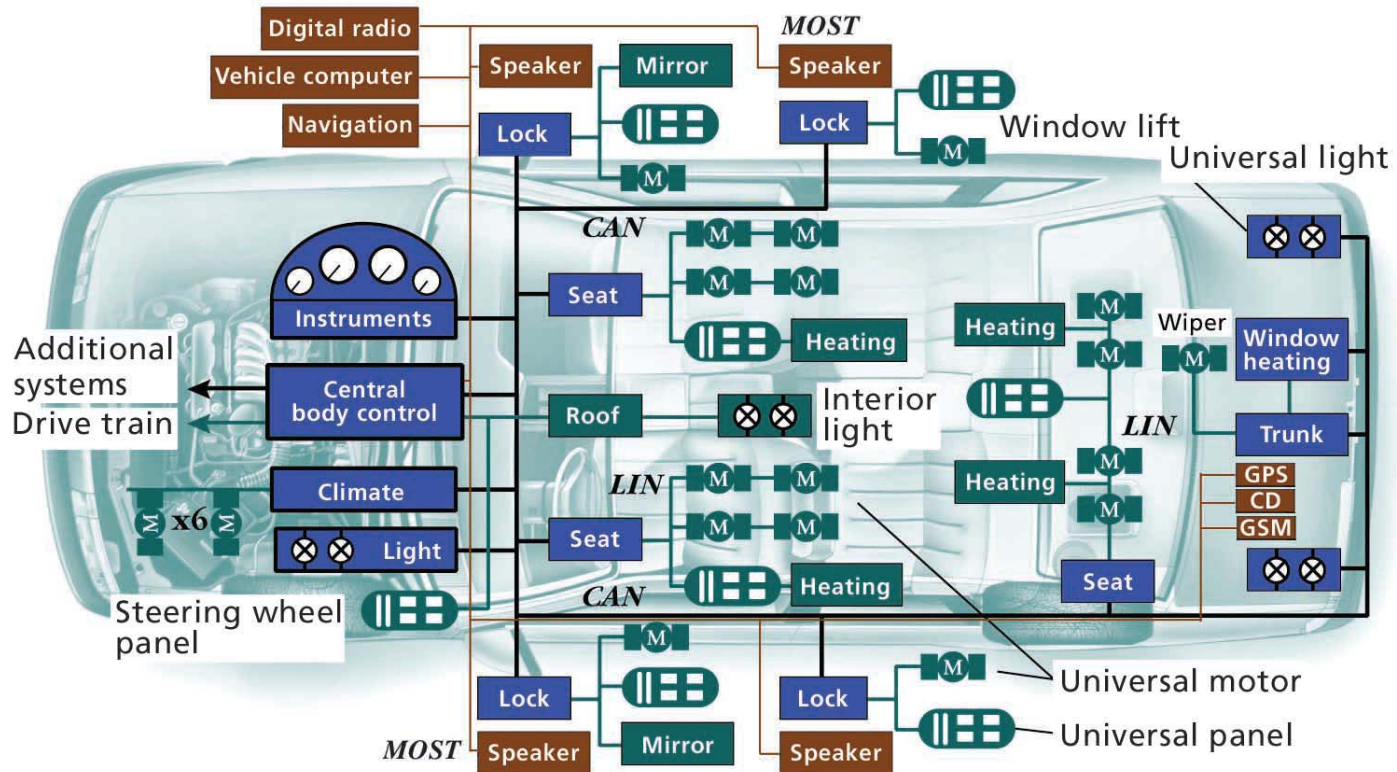 Digital radio
MOST
Speaker
Mirror
Speaker
Vehicle computer
Navigation
Lock
Lock
M
M
Window lift
Universal light
CAN
M
M
Instruments
Seat
M
M
Heating
Heating
M
M
Wiper
M
Window
heating
Additional
systems
Drive train
Central
body control
Roof
Interior
light
LIN
Trunk
Climate
LIN
M
M
Heating
M
GPS
CD
GSM
M
x6
M
Light
Seat
M
M
M
CAN
Heating
Seat
Steering wheel
panel
M
Lock
Lock
M
Universal motor
MOST
Speaker
Mirror
Speaker
Universal panel